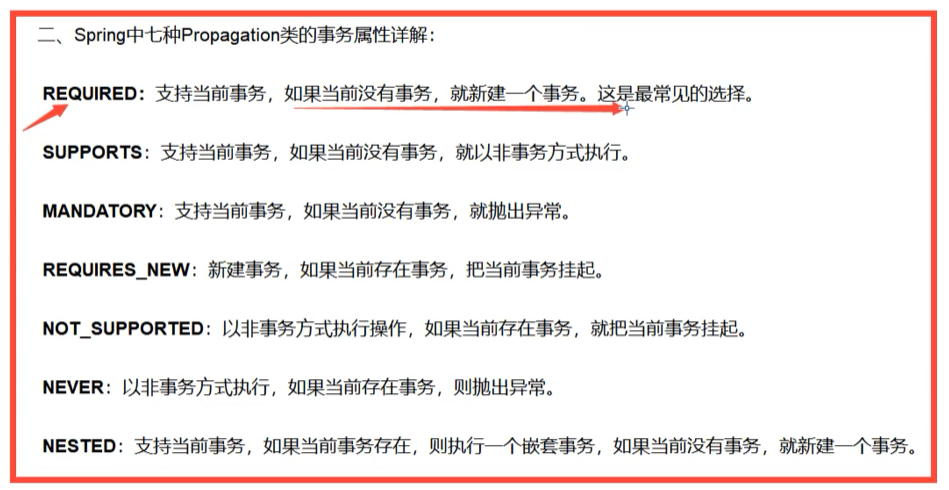 二、Spring中七种Propagation类的事务属性详解：
REQUIRED：支持当前事务，如果当前没有事务，就新建一个事务。这是最常见的选择。
SUPPORTS：支持当前事务，如果当前没有事务，就以非事务方式执行。
MANDATORY：支持当前事务，如果当前没有事务，就抛出异常。
REQUIRES_NEW：新建事务，如果当前存在事务，把当前事务挂起。
NOT_SUPPORTED：以非事务方式执行操作，如果当前存在事务，就把当前事务挂起。
NEVER：以非事务方式执行，如果当前存在事务，则抛出异常。
NESTED：支持当前事务，如果当前事务存在，则执行一个嵌套事务，如果当前没有事务，就新建一个事务。